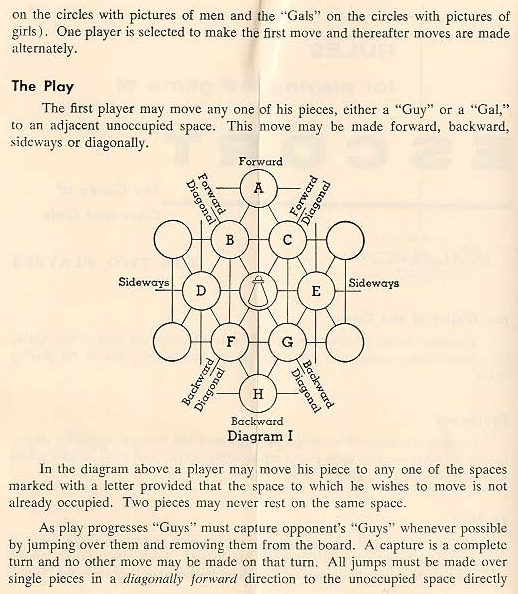 on the circles with pictures of men and the “Gals” on the circles with pictures of
girls). One player is selected to make the first move and thereafter moves are made
alternately.
The Play
The first player may move any one of his pieces, either a “Guy” or a “Gal,”
to an adjacent unoccupied space. This move may be made forward, backward,
sideways or diagonally.
Forward
Forward Diagonal
A
Forward Diagonal
B
C
Sideways
D
E
Sideways
F
G
Backward Diagonal
H
Backward Diagonal
Backward
Diagram I
In the diagram above a player may move his piece to any one of the spaces
marked with a letter provided that the space to which he wishes to move is not
already occupied. Two pieces may never rest on the same space.
As play progresses “Guys” must capture opponent’s “Guys” whenever possible
by jumping over them and removing them from the board. A capture is a complete
turn and no other move may be made on that turn. All jumps must be made over
single pieces in a diagonally forward direction to the unoccupied space directly